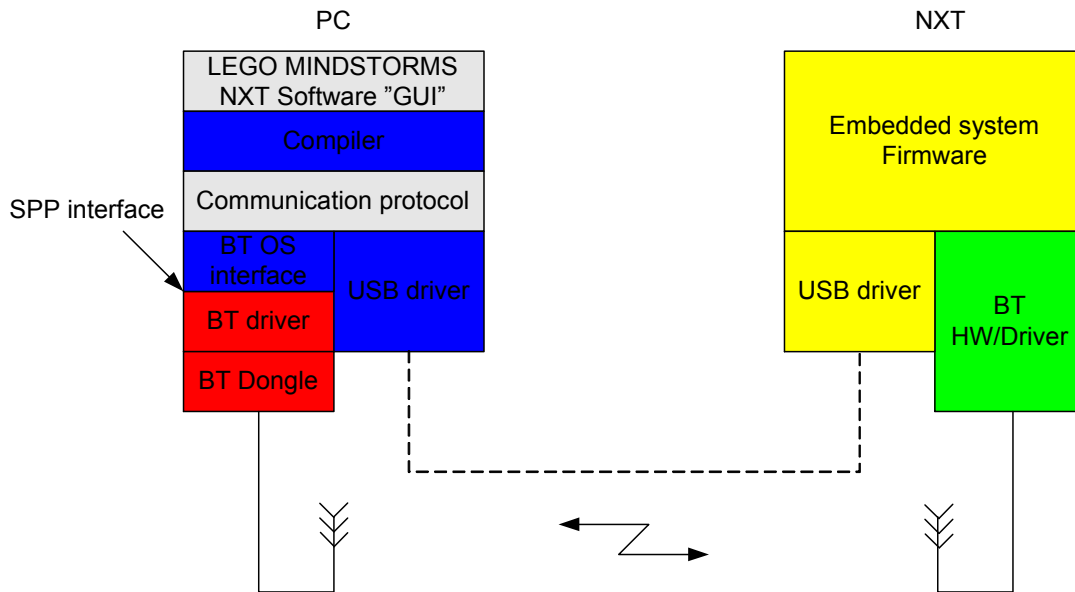 PC
NXT
LEGO MINDSTORMS
NXT Software ”GUI”
Compiler
Communication protocol
SPP interface
BT OS
interface
USB driver
BT driver
BT Dongle
Embedded system
Firmware
USB driver
BT
HW/Driver